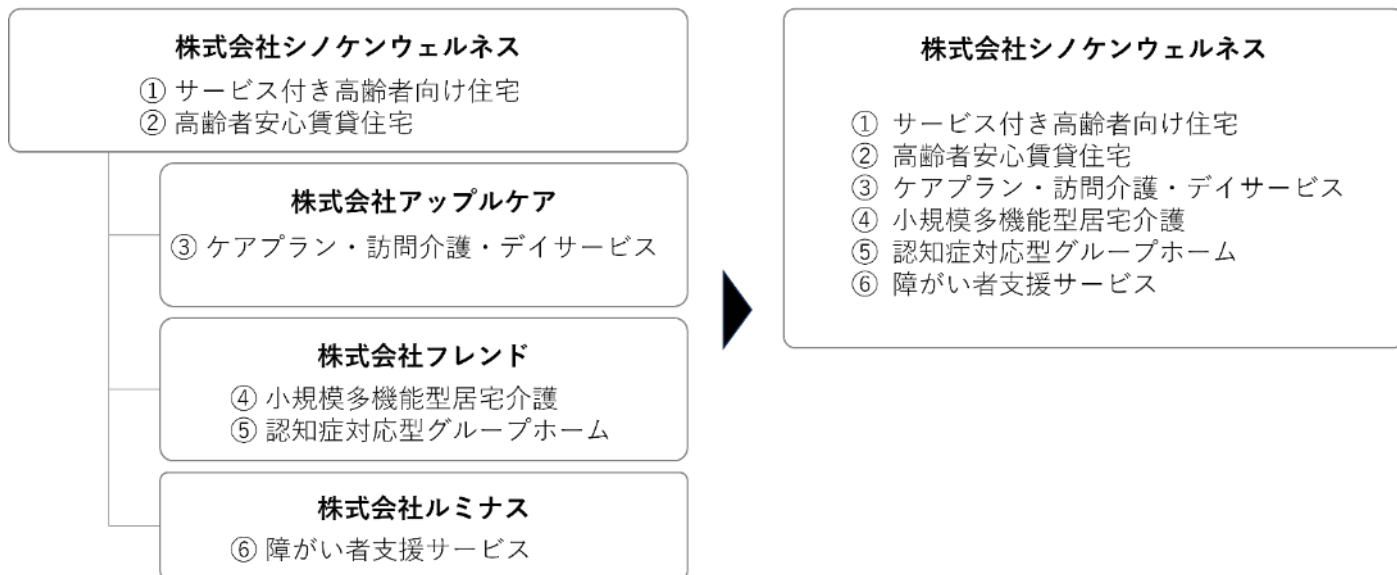 株式会社シノケンウェルネス
① サービス付き高齢者向け住宅
② 高齢者安心賃貸住宅
株式会社アップルケア
③ ケアプラン・訪問介護・デイサービス
株式会社フレンド
④ 小規模多機能型居宅介護
⑤ 認知症対応型グループホーム
株式会社ルミナス
⑥ 障がい者支援サービス
株式会社シノケンウェルネス
① サービス付き高齢者向け住宅
② 高齢者安心賃貸住宅
③ ケアプラン・訪問介護・デイサービス
④ 小規模多機能型居宅介護
⑤ 認知症対応型グループホーム
⑥ 障がい者支援サービス